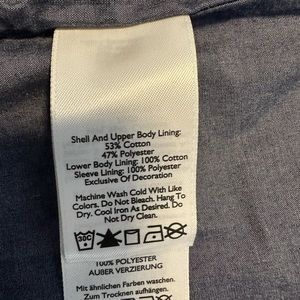 Shell And Upper Body Lining:
53% Cotton
47% Polyester
Lower Body Lining: 100% Cotton
Sleeve Lining: 100% Polyester
Exclusive Of Decoration
Machine Wash Cold With Like
Colors. Do Not Bleach. Hang To
Dry. Cool Iron As Desired. Do
Not Dry Clean.
30C
100% POLYESTER
AUßER VERZIERUNG
Mit ähnlichen Farben waschen.
Zum Trocknen aufhängen.